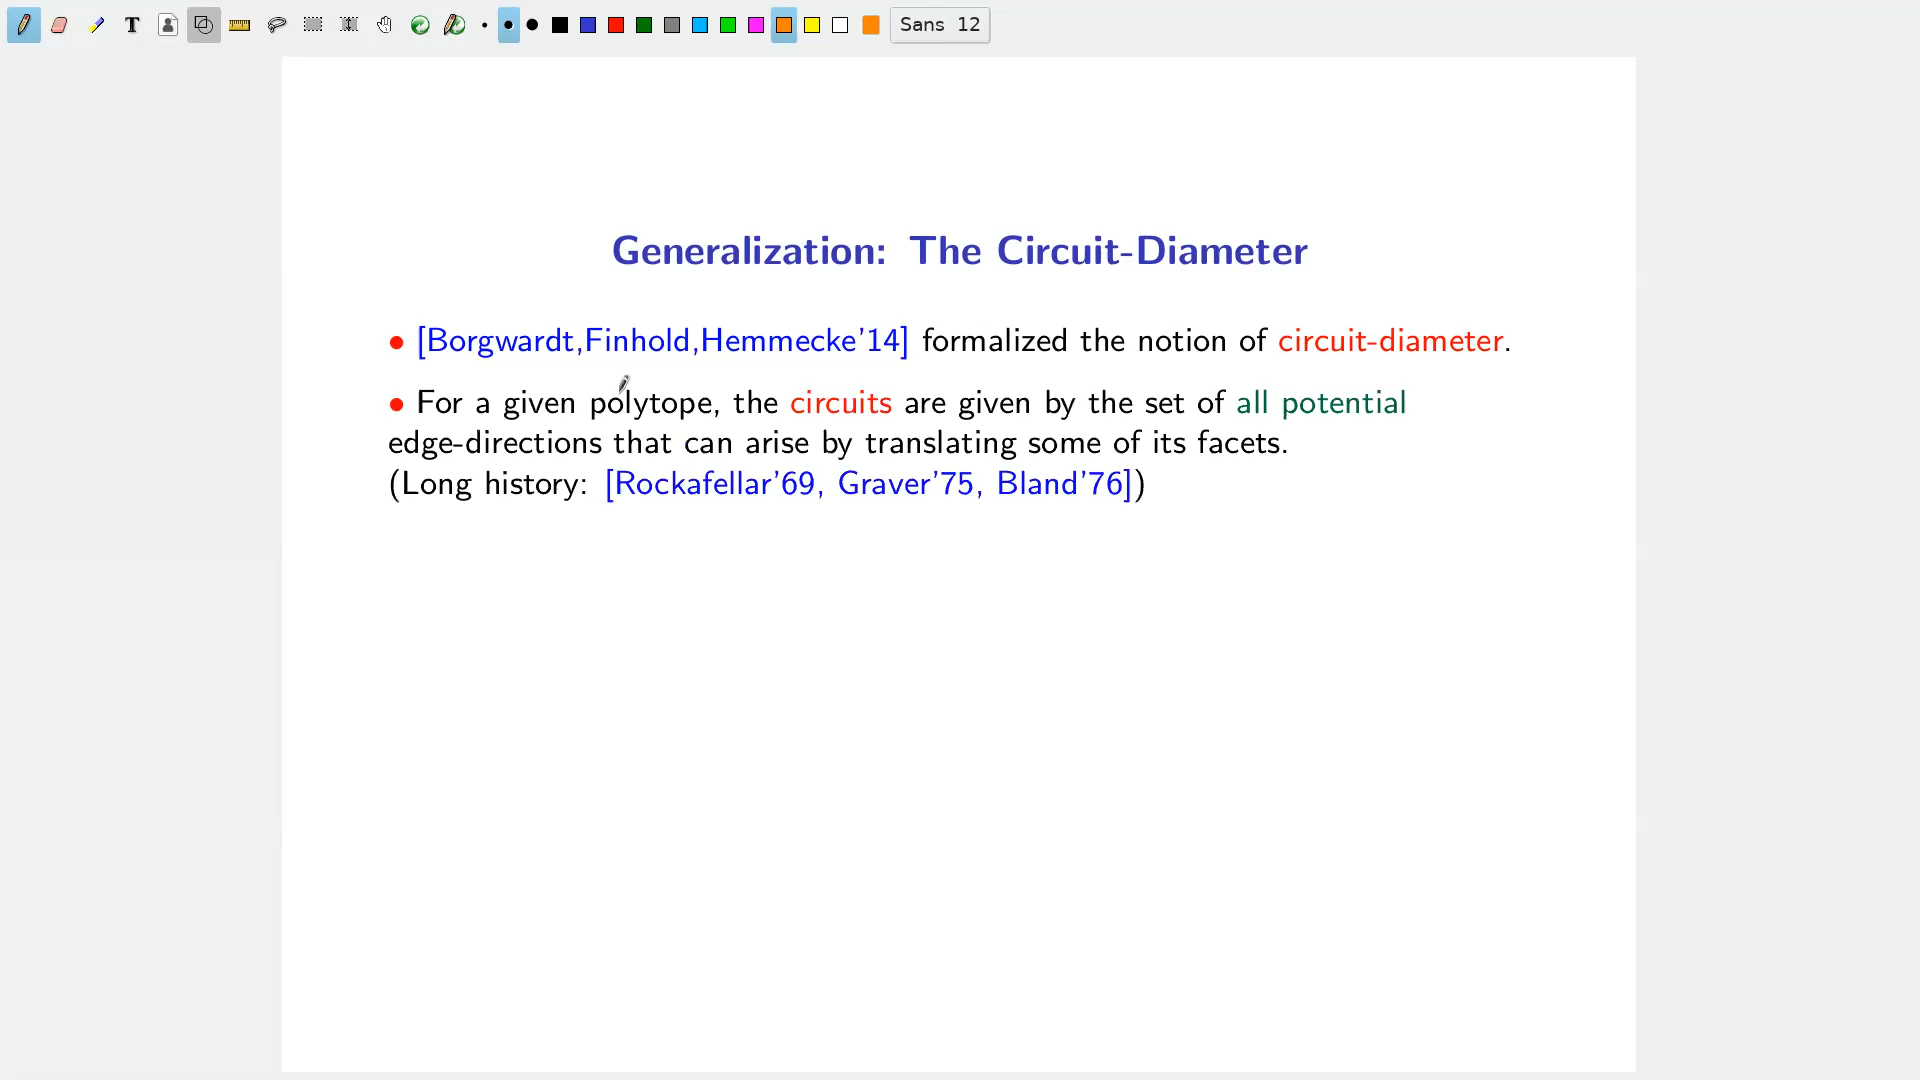 T Sans 12
Generalization: The Circuit-Diameter
• [Borgwardt,Finhold,Hemmecke'14] formalized the notion of circuit-diameter.
• For a given polytope, the circuits are given by the set of all potential
edge-directions that can arise by translating some of its facets.
(Long history: [Rockafellar'69, Graver'75, Bland'76])